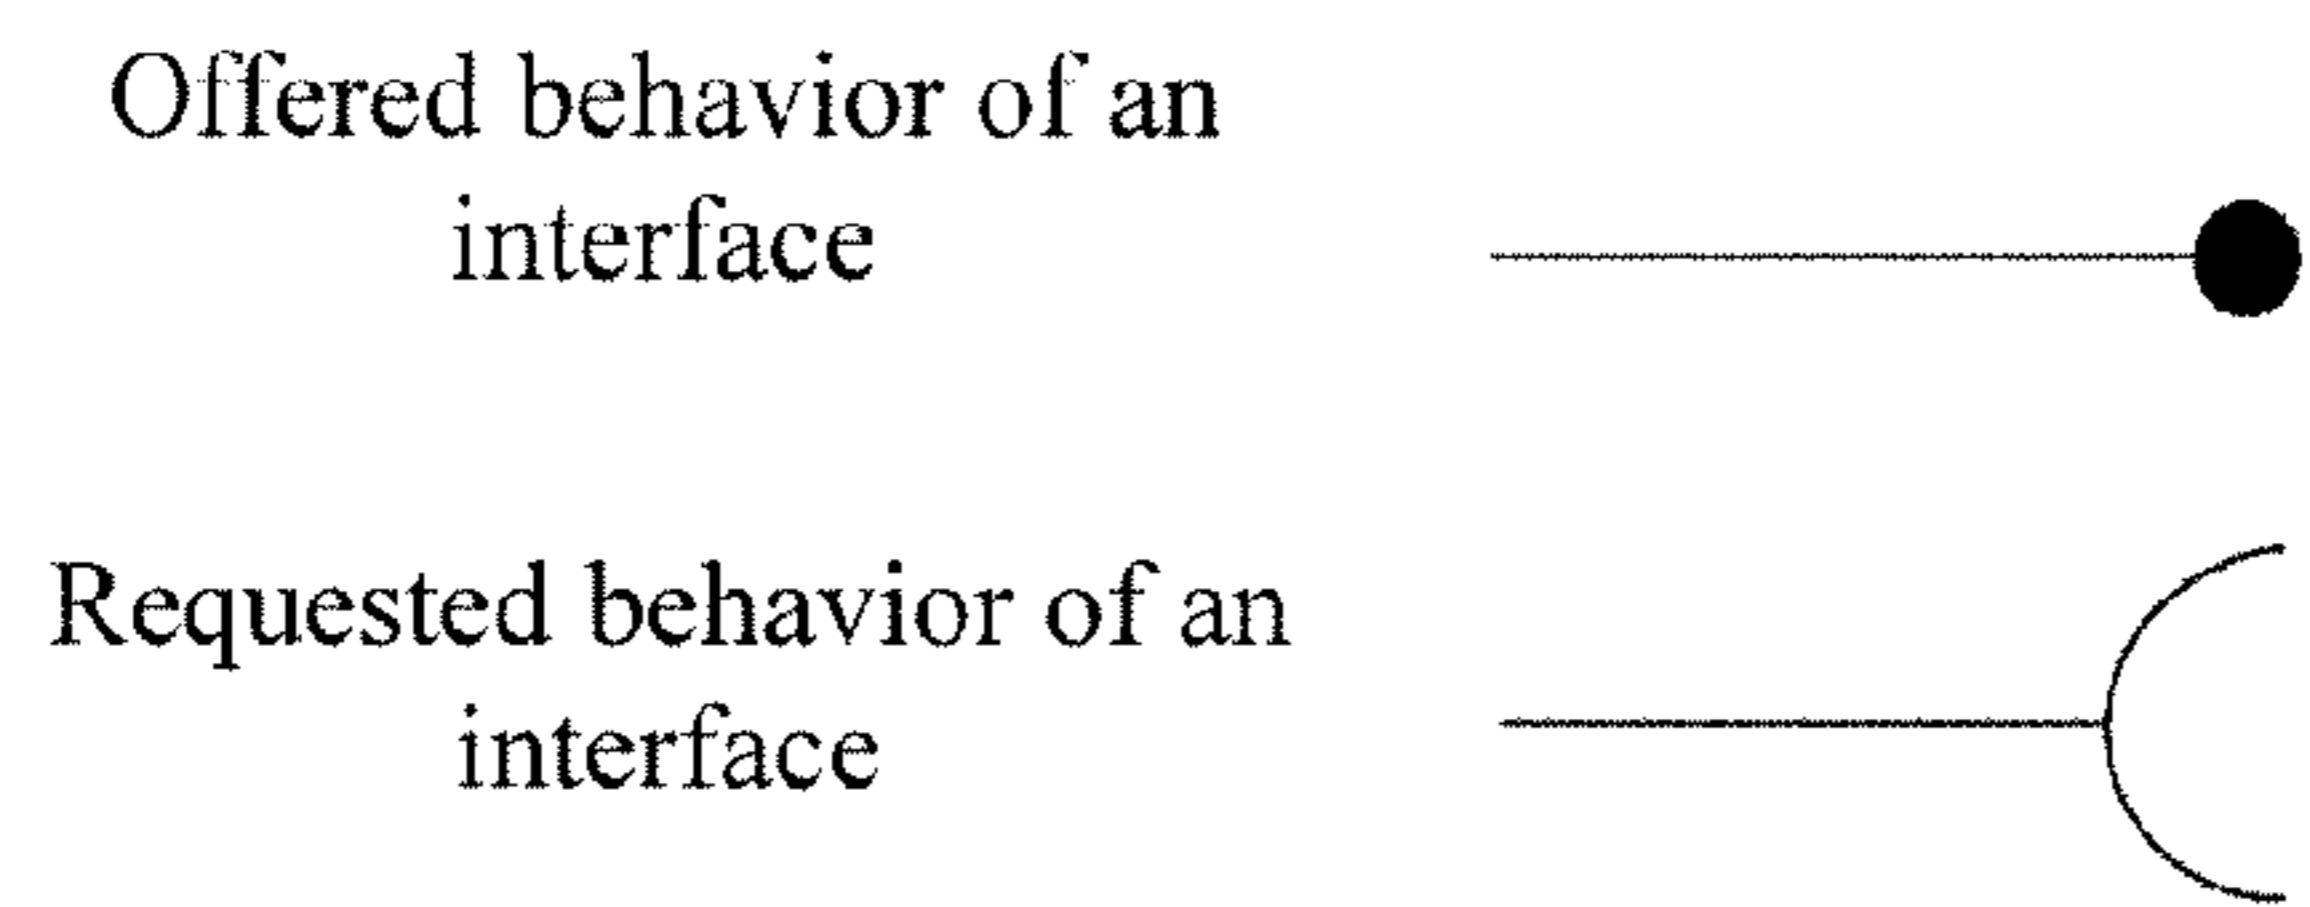 Offered behavior of an
interface
Requested behavior of an
interface